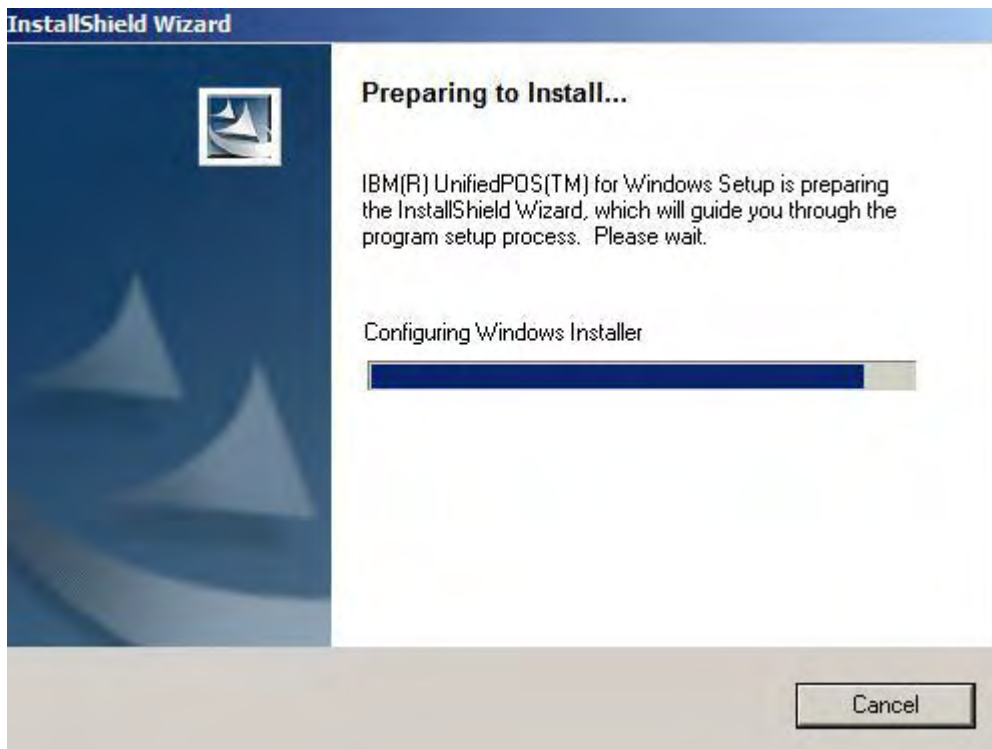 InstallShield Wizard
Preparing to Install...
IBM(R) UnifiedPOS(TM) for Windows Setup is preparing
the InstallShield Wizard, which will guide you through the
program setup process.  Please wait.
Configuring Windows Installer
Cancel